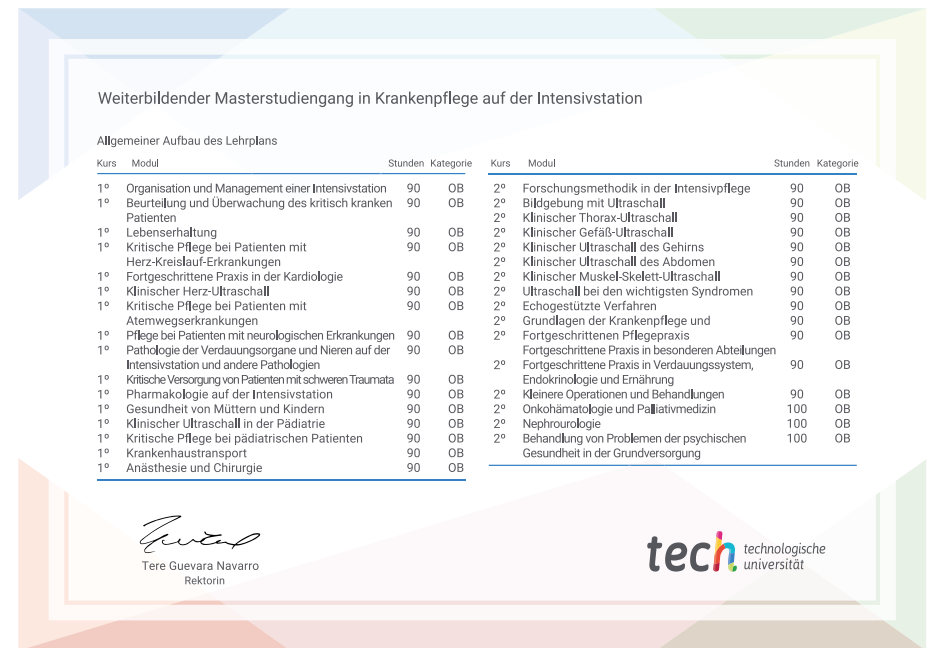 Weiterbildender Masterstudiengang in Krankenpflege auf der Intensivstation
Allgemeiner Aufbau des Lehrplans
Kurs Modul Stunden Kategorie
1º Organisation und Management einer Intensivstation 90 OB
1º Beurteilung und Überwachung des kritisch kranken 90 OB
Patienten
1º Lebenserhaltung 90 OB
1º Kritische Pflege bei Patienten mit 90 OB
Herz-Kreislauf-Erkrankungen
1º Fortgeschrittene Praxis in der Kardiologie 90 OB
1º Klinischer Herz-Ultraschall 90 OB
1º Kritische Pflege bei Patienten mit 90 OB
Atemwegserkrankungen
1º Pflege bei Patienten mit neurologischen Erkrankungen 90 OB
1º Pathologie der Verdauungsorgane und Nieren auf der 90 OB
Intensivstation und andere Pathologien
1º Kritische Versorgung von Patienten mit schweren Traumata 90 OB
1º Pharmakologie auf der Intensivstation 90 OB
1º Gesundheit von Müttern und Kindern 90 OB
1º Klinischer Ultraschall in der Pädiatrie 90 OB
1º Kritische Pflege bei pädiatrischen Patienten 90 OB
1º Krankenhaustransport 90 OB
1º Anästhesie und Chirurgie 90 OB
Kurs Modul Stunden Kategorie
2º Forschungsmethodik in der Intensivpflege 90 OB
2º Bildgebung mit Ultraschall 90 OB
2º Klinischer Thorax-Ultraschall 90 OB
2º Klinischer Gefäß-Ultraschall 90 OB
2º Klinischer Ultraschall des Gehirns 90 OB
2º Klinischer Ultraschall des Abdomen 90 OB
2º Klinischer Muskel-Skelett-Ultraschall 90 OB
2º Ultraschall bei den wichtigsten Syndromen 90 OB
2º Echogestützte Verfahren 90 OB
2º Grundlagen der Krankenpflege und 90 OB
2º Fortgeschrittenen Pflegepraxis 90 OB
Fortgeschrittene Praxis in besonderen Abteilungen
2º Fortgeschrittene Praxis in Verdauungssystem, 90 OB
Endokrinologie und Ernährung
2º Kleinere Operationen und Behandlungen 90 OB
2º Onkohämatologie und Palliativmedizin 100 OB
2º Nephrourologie 100 OB
2º Behandlung von Problemen der psychischen 100 OB
Gesundheit in der Grundversorgung
Tere Guevara Navarro
Rektorin
tech technologische
universität